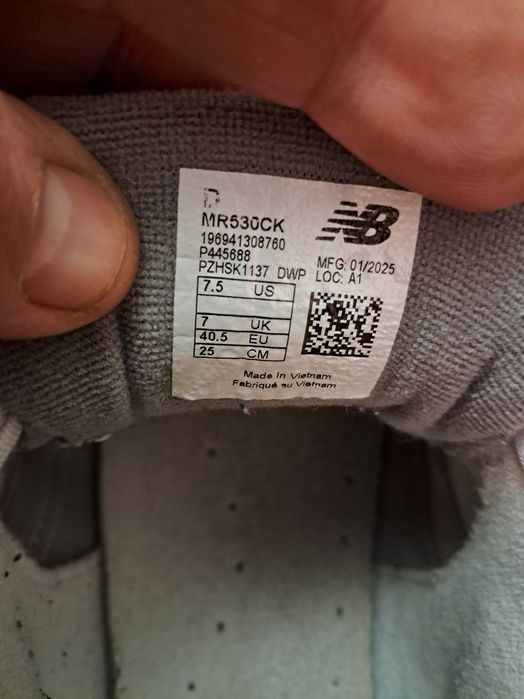 D
MR530CK
196941308760
P445688
PZHSK1137 DWP
NB
MFG: 01/2025
LOC: A1
7.5 US
7 UK
40.5 EU
25 CM
Made in Vietnam
Fabriqué au Vietnam